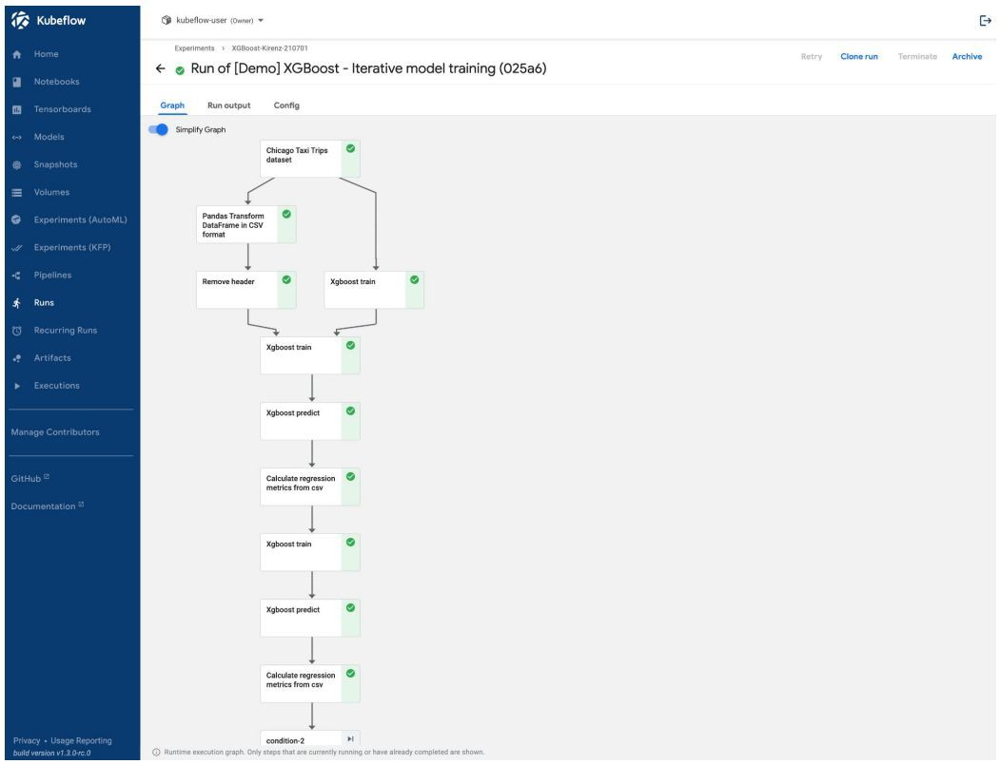 Kubeflow
kubeflow-user (Owner)
Home
Notebooks
Tensorboards
Models
Snapshots
Volumes
Experiments (AutoML)
Experiments (KFP)
Pipelines
Runs
Recurring Runs
Artifacts
Executions
Manage Contributors
GitHub
Documentation
Privacy • Usage Reporting
build version v1.3.0-rc.0
Experiments > XGBoost-Kirenz-210701
Run of [Demo] XGBoost - Iterative model training (025a6)
Retry Clone run Terminate Archive
Graph Run output Config
Simplify Graph
Chicago Taxi Trips
dataset
Pandas Transform
DataFrame in CSV
format
Remove header
Xgboost train
Xgboost train
Xgboost predict
Calculate regression
metrics from csv
Xgboost train
Xgboost predict
Calculate regression
metrics from csv
condition-2
Runtime execution graph. Only steps that are currently running or have already completed are shown.